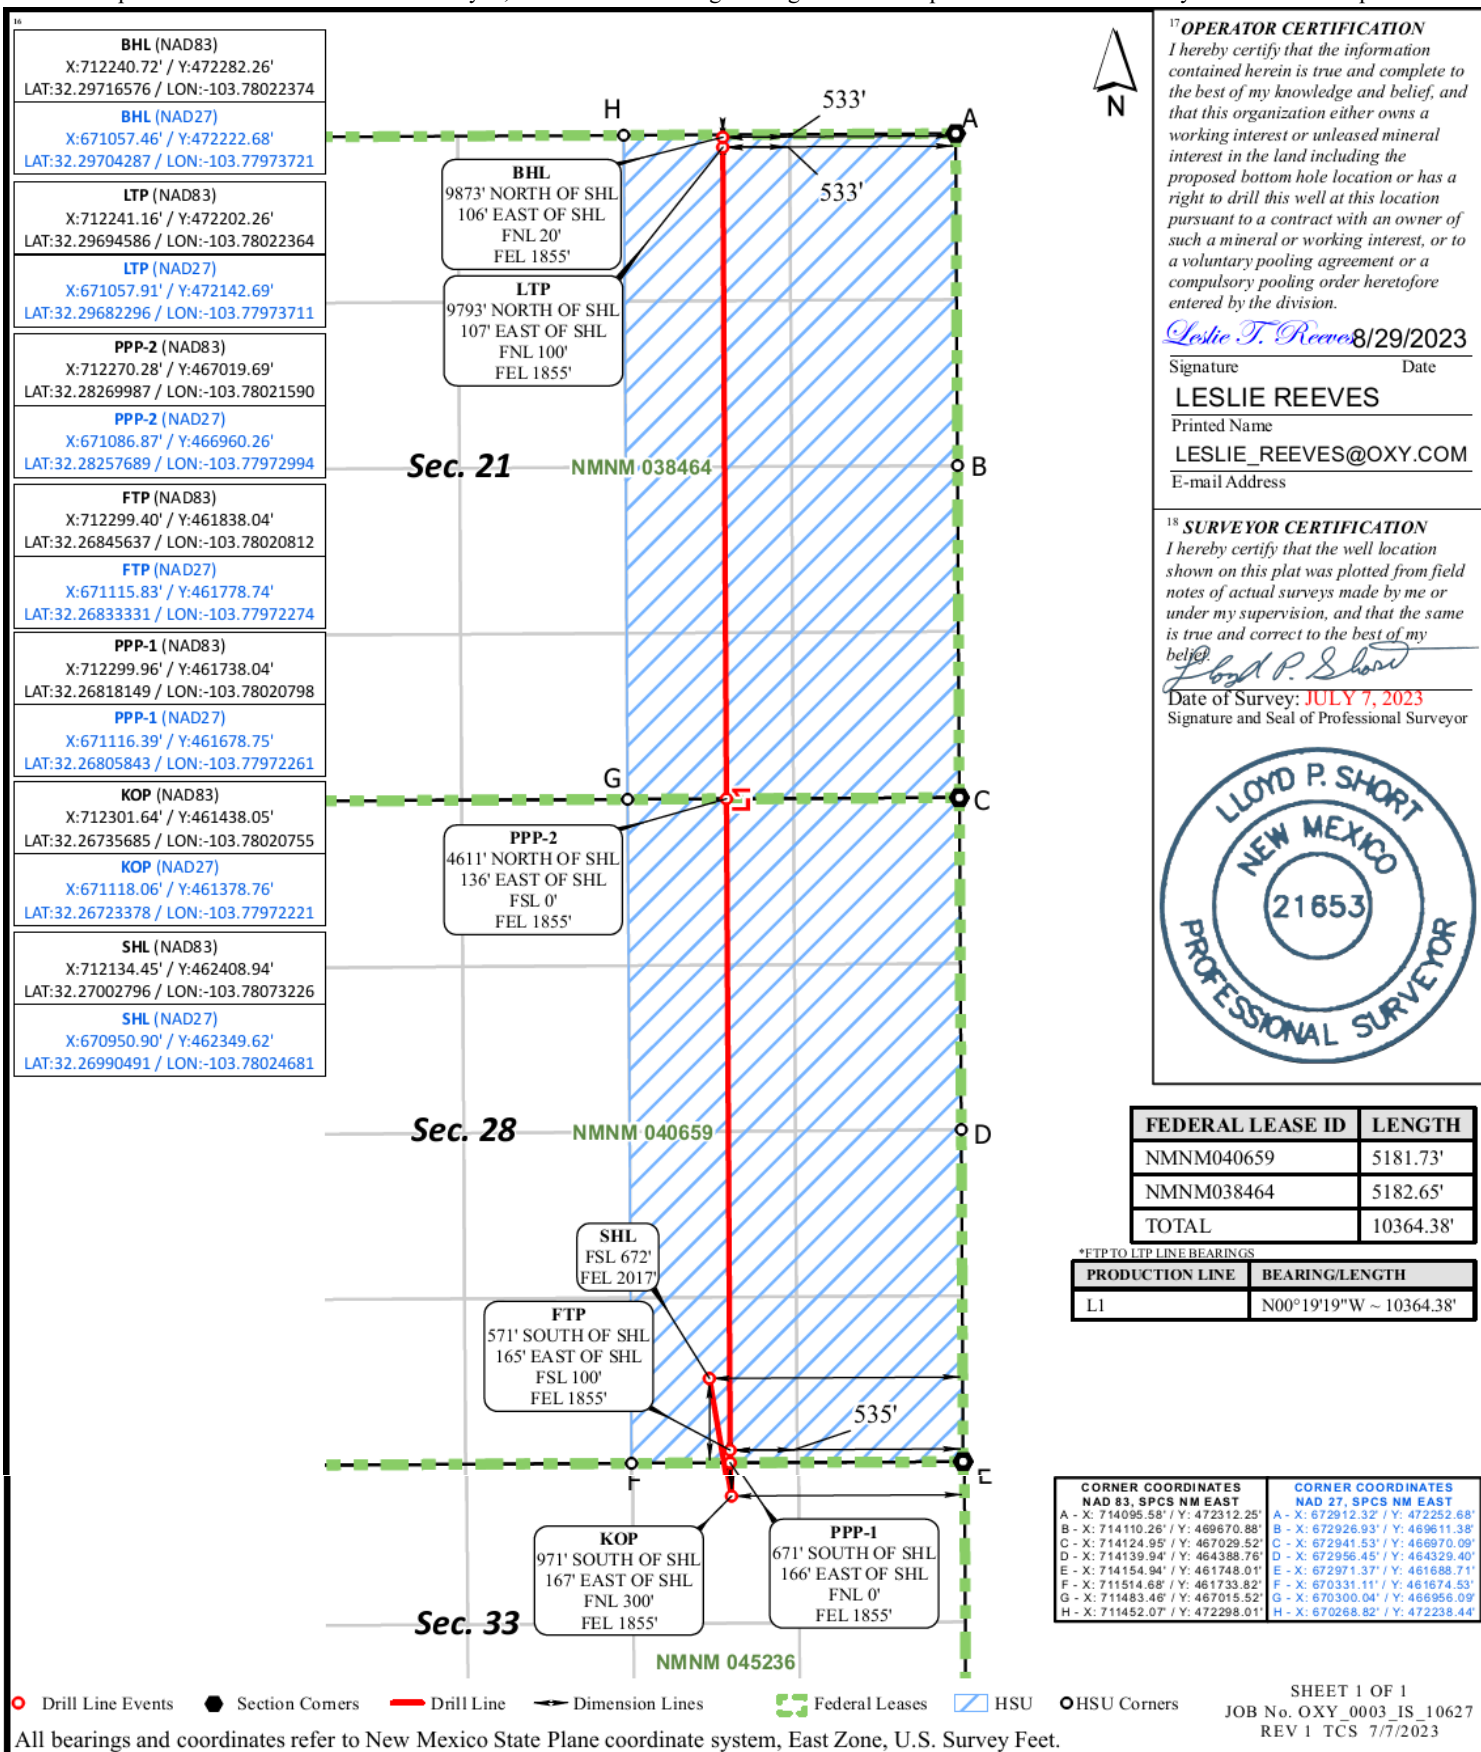 16
BHL (NAD83)
X:712240.72' / Y:472282.26'
LAT:32.29716576 / LON:-103.78022374
BHL (NAD27)
X:671057.46' / Y:472222.68'
LAT:32.29704287 / LON:-103.77973721
LTP (NAD83)
X:712241.16' / Y:472202.26'
LAT:32.29694586 / LON:-103.78022364
LTP (NAD27)
X:671057.91' / Y:472142.69'
LAT:32.29682296 / LON:-103.77973711
PPP-2 (NAD83)
X:712270.28' / Y:467019.69'
LAT:32.28269987 / LON:-103.78021590
PPP-2 (NAD27)
X:671086.87' / Y:466960.26'
LAT:32.28257689 / LON:-103.77972994
FTP (NAD83)
X:712299.40' / Y:461838.04'
LAT:32.26845637 / LON:-103.78020812
FTP (NAD27)
X:671115.83' / Y:461778.74'
LAT:32.26833331 / LON:-103.77972274
PPP-1 (NAD83)
X:712299.96' / Y:461738.04'
LAT:32.26818149 / LON:-103.78020798
PPP-1 (NAD27)
X:671116.39' / Y:461678.75'
LAT:32.26805843 / LON:-103.77972261
KOP (NAD83)
X:712301.64' / Y:461438.05'
LAT:32.26735685 / LON:-103.78020755
KOP (NAD27)
X:671118.06' / Y:461378.76'
LAT:32.26723378 / LON:-103.77972221
SHL (NAD83)
X:712134.45' / Y:462408.94'
LAT:32.27002796 / LON:-103.78073226
SHL (NAD27)
X:670950.90' / Y:462349.62'
LAT:32.26990491 / LON:-103.78024681
H
533'
A
N
BHL
9873' NORTH OF SHL
106' EAST OF SHL
FNL 20'
FEL 1855'
533'
LTP
9793' NORTH OF SHL
107' EAST OF SHL
FNL 100'
FEL 1855'
Sec. 21
NMNM 038464
B
G
L1
C
PPP-2
4611' NORTH OF SHL
136' EAST OF SHL
FSL 0'
FEL 1855'
Sec. 28
NMNM 040659
D
SHL
FSL 672'
FEL 2017'
FTP
571' SOUTH OF SHL
165' EAST OF SHL
FSL 100'
FEL 1855'
535'
F
E
KOP
971' SOUTH OF SHL
167' EAST OF SHL
FNL 300'
FEL 1855'
PPP-1
671' SOUTH OF SHL
166' EAST OF SHL
FNL 0'
FEL 1855'
Sec. 33
NMNM 045236
17 OPERATOR CERTIFICATION
I hereby certify that the information
contained herein is true and complete to
the best of my knowledge and belief, and
that this organization either owns a
working interest or unleased mineral
interest in the land including the
proposed bottom hole location or has a
right to drill this well at this location
pursuant to a contract with an owner of
such a mineral or working interest, or to
a voluntary pooling agreement or a
compulsory pooling order heretofore
entered by the division.
Leslie T. Reeves 8/29/2023
Signature Date
LESLIE REEVES
Printed Name
LESLIE_REEVES@OXY.COM
E-mail Address
18 SURVEYOR CERTIFICATION
I hereby certify that the well location
shown on this plat was plotted from field
notes of actual surveys made by me or
under my supervision, and that the same
is true and correct to the best of my
belief.
Lloyd P. Short
Date of Survey: JULY 7, 2023
Signature and Seal of Professional Surveyor
LLOYD P. SHORT
NEW MEXICO
21653
PROFESSIONAL SURVEYOR
FEDERAL LEASE ID LENGTH
NMNM040659 5181.73'
NMNM038464 5182.65'
TOTAL 10364.38'
*FTP TO LTP LINE BEARINGS
PRODUCTION LINE BEARING/LENGTH
L1 N00°19'19"W ~ 10364.38'
CORNER COORDINATES
NAD 83, SPCS NM EAST
A - X: 714095.58' / Y: 472312.25'
B - X: 714110.26' / Y: 469670.88'
C - X: 714124.95' / Y: 467029.52'
D - X: 714139.94' / Y: 464388.76'
E - X: 714154.94' / Y: 461748.01'
F - X: 711514.68' / Y: 461733.82'
G - X: 711483.46' / Y: 467015.52'
H - X: 711452.07' / Y: 472298.01'
CORNER COORDINATES
NAD 27, SPCS NM EAST
A - X: 672912.32' / Y: 472252.68'
B - X: 672926.93' / Y: 469611.38'
C - X: 672941.53' / Y: 466970.09'
D - X: 672956.45' / Y: 464329.40'
E - X: 672971.37' / Y: 461688.71'
F - X: 670331.11' / Y: 461674.53'
G - X: 670300.04' / Y: 466956.09'
H - X: 670268.82' / Y: 472238.44'
Drill Line Events Section Corners Drill Line Dimension Lines Federal Leases HSU HSU Corners
All bearings and coordinates refer to New Mexico State Plane coordinate system, East Zone, U.S. Survey Feet.
SHEET 1 OF 1
JOB No. OXY_0003_IS_10627
REV 1 TCS 7/7/2023